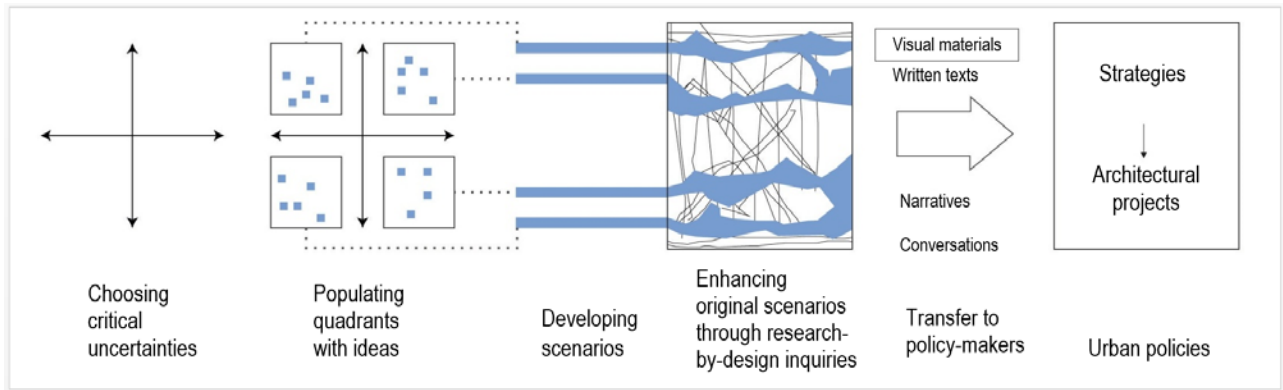 Visual materials
Written texts
Narratives
Conversations
Strategies
Architectural
projects
Choosing
critical
uncertainties
Populating
quadrants
with ideas
Developing
scenarios
Enhancing
original scenarios
through research-
by-design inquiries
Transfer to
policy-makers
Urban policies